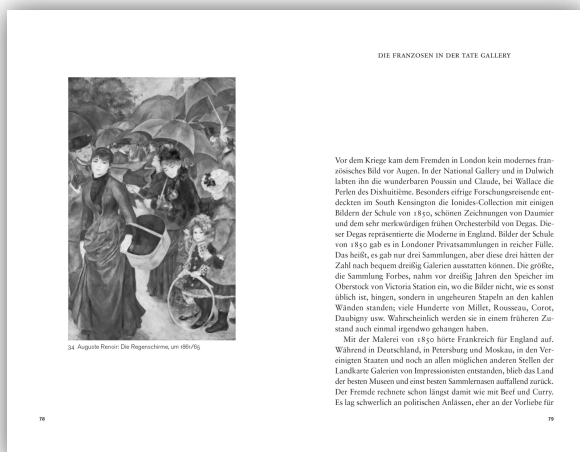 34 Auguste Renoir: Die Regenschirme, um 1881/85
78
DIE FRANZOSEN IN DER TATE GALLERY
Vor dem Kriege kam dem Fremden in London kein modernes fran-
zösisches Bild vor Augen. In der National Gallery und in Dulwich
labten ihn die wunderbaren Poussin und Claude, bei Wallace die
Perlen des Dixhuitième. Besonders eifrige Forschungsreisende ent-
deckten im South Kensington die Ionides-Collection mit einigen
Bildern der Schule von 1850, schönen Zeichnungen von Daumier
und dem sehr merkwürdigen frühen Orchesterbild von Degas. Die-
ser Degas repräsentierte die Moderne in England. Bilder der Schule
von 1850 gab es in Londoner Privatsammlungen in reicher Fülle.
Das heißt, es gab nur drei Sammlungen, aber diese drei hätten der
Zahl nach bequem dreißig Galerien ausstatten können. Die größte,
die Sammlung Forbes, nahm vor dreißig Jahren den Speicher im
Oberstock von Victoria Station ein, wo die Bilder nicht, wie es sonst
üblich ist, hingen, sondern in ungeheuren Stapeln an den kahlen
Wänden standen; viele Hunderte von Millet, Rousseau, Corot,
Daubigny usw. Wahrscheinlich werden sie in einem früheren Zu-
stand auch einmal irgendwo gehangen haben.
Mit der Malerei von 1850 hörte Frankreich für England auf.
Während in Deutschland, in Petersburg und Moskau, in den Ver-
einigten Staaten und noch an allen möglichen anderen Stellen der
Landkarte Galerien von Impressionisten entstanden, blieb das Land
der besten Museen und einst besten Sammlernasen auffallend zurück.
Der Fremde rechnete schon längst damit wie mit Beef und Curry.
Es lag schwerlich an politischen Anlässen, eher an der Vorliebe für
79